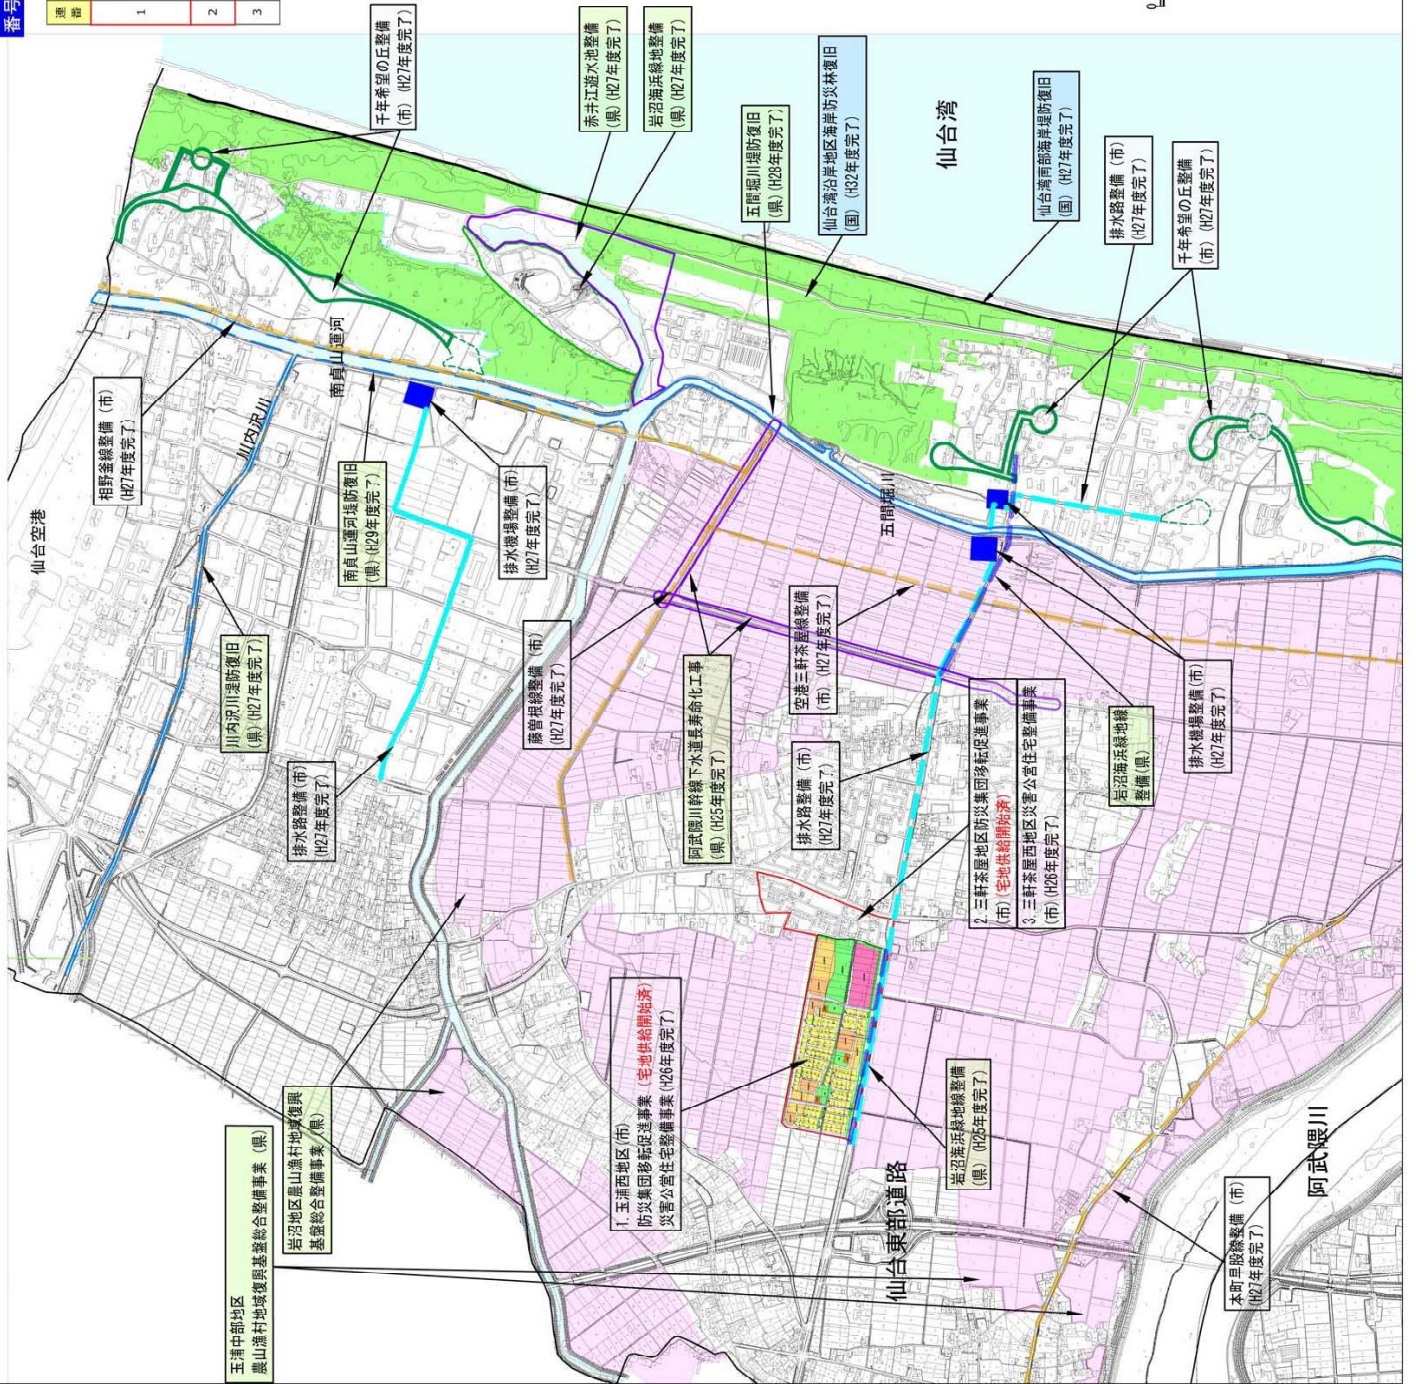 番号
連番
1
2
3
0
千年希望の丘整備
(市)(H27年度完了)
赤井江遊水池整備
(県)(H27年度完了)
岩沼海浜緑地整備
(県)(H27年度完了)
五間堀川堤防復旧
(県)(H28年度完了)
仙台湾沿岸地区海岸防災林復旧
(国)(H32年度完了)
仙台湾
仙台湾南部海岸堤防復旧
(国)(H27年度完了)
排水路整備(市)
(H27年度完了)
千年希望の丘整備
(市)(H27年度完了)
仙台空港
相野釜線整備(市)
(H27年度完了)
川内沢川
南貞山運河
南貞山運河堤防復旧
(県)(H29年度完了)
排水機場整備(市)
(H27年度完了)
五間堀川
川内沢川堤防復旧
(県)(H27年度完了)
排水路整備(市)
(H27年度完了)
藤曽根線整備(市)
(H27年度完了)
阿武隈川幹線下水道長寿命化工事
(県)(H25年度完了)
空港三軒茶屋線整備
(市)(H27年度完了)
排水路整備(市)
(H27年度完了)
2.三軒茶屋地区防災集団移転促進事業
(市)(宅地供給開始済)
3.三軒茶屋西地区災害公営住宅整備事業
(市)(H26年度完了)
岩沼海浜緑地線
整備(県)
排水機場整備(市)
(H27年度完了)
玉浦中部地区
農山漁村地域復興基盤総合整備事業(県)
岩沼地区農山漁村地域復興
基盤総合整備事業(県)
1.玉浦西地区(市)
防災集団移転促進事業(宅地供給開始済)
災害公営住宅整備事業(H26年度完了)
仙台東部道路
岩沼海浜緑地線整備
(県)(H25年度完了)
本町早股線整備(市)
(H27年度完了)
阿武隈川